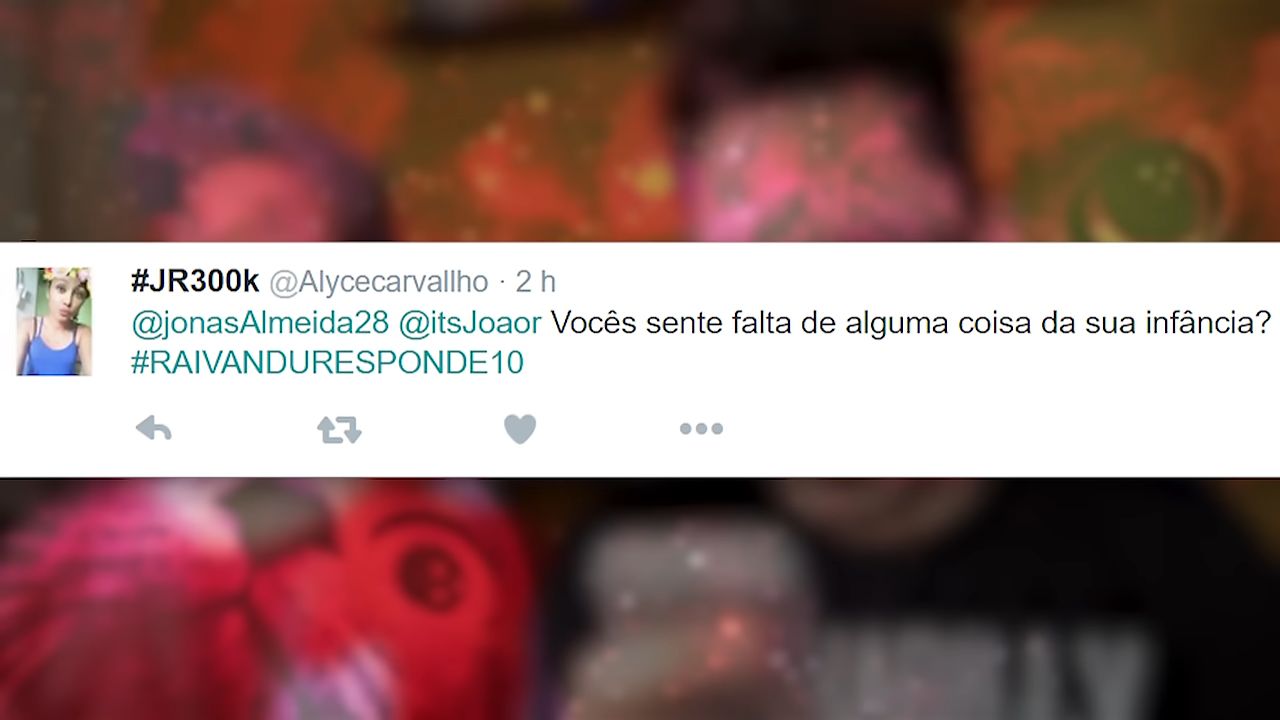 #JR300k @Alycecarvallho · 2 h
@jonasAlmeida28 @itsJoaor Vocês sente falta de alguma coisa da sua infância?
#RAIVANDURESPONDE10